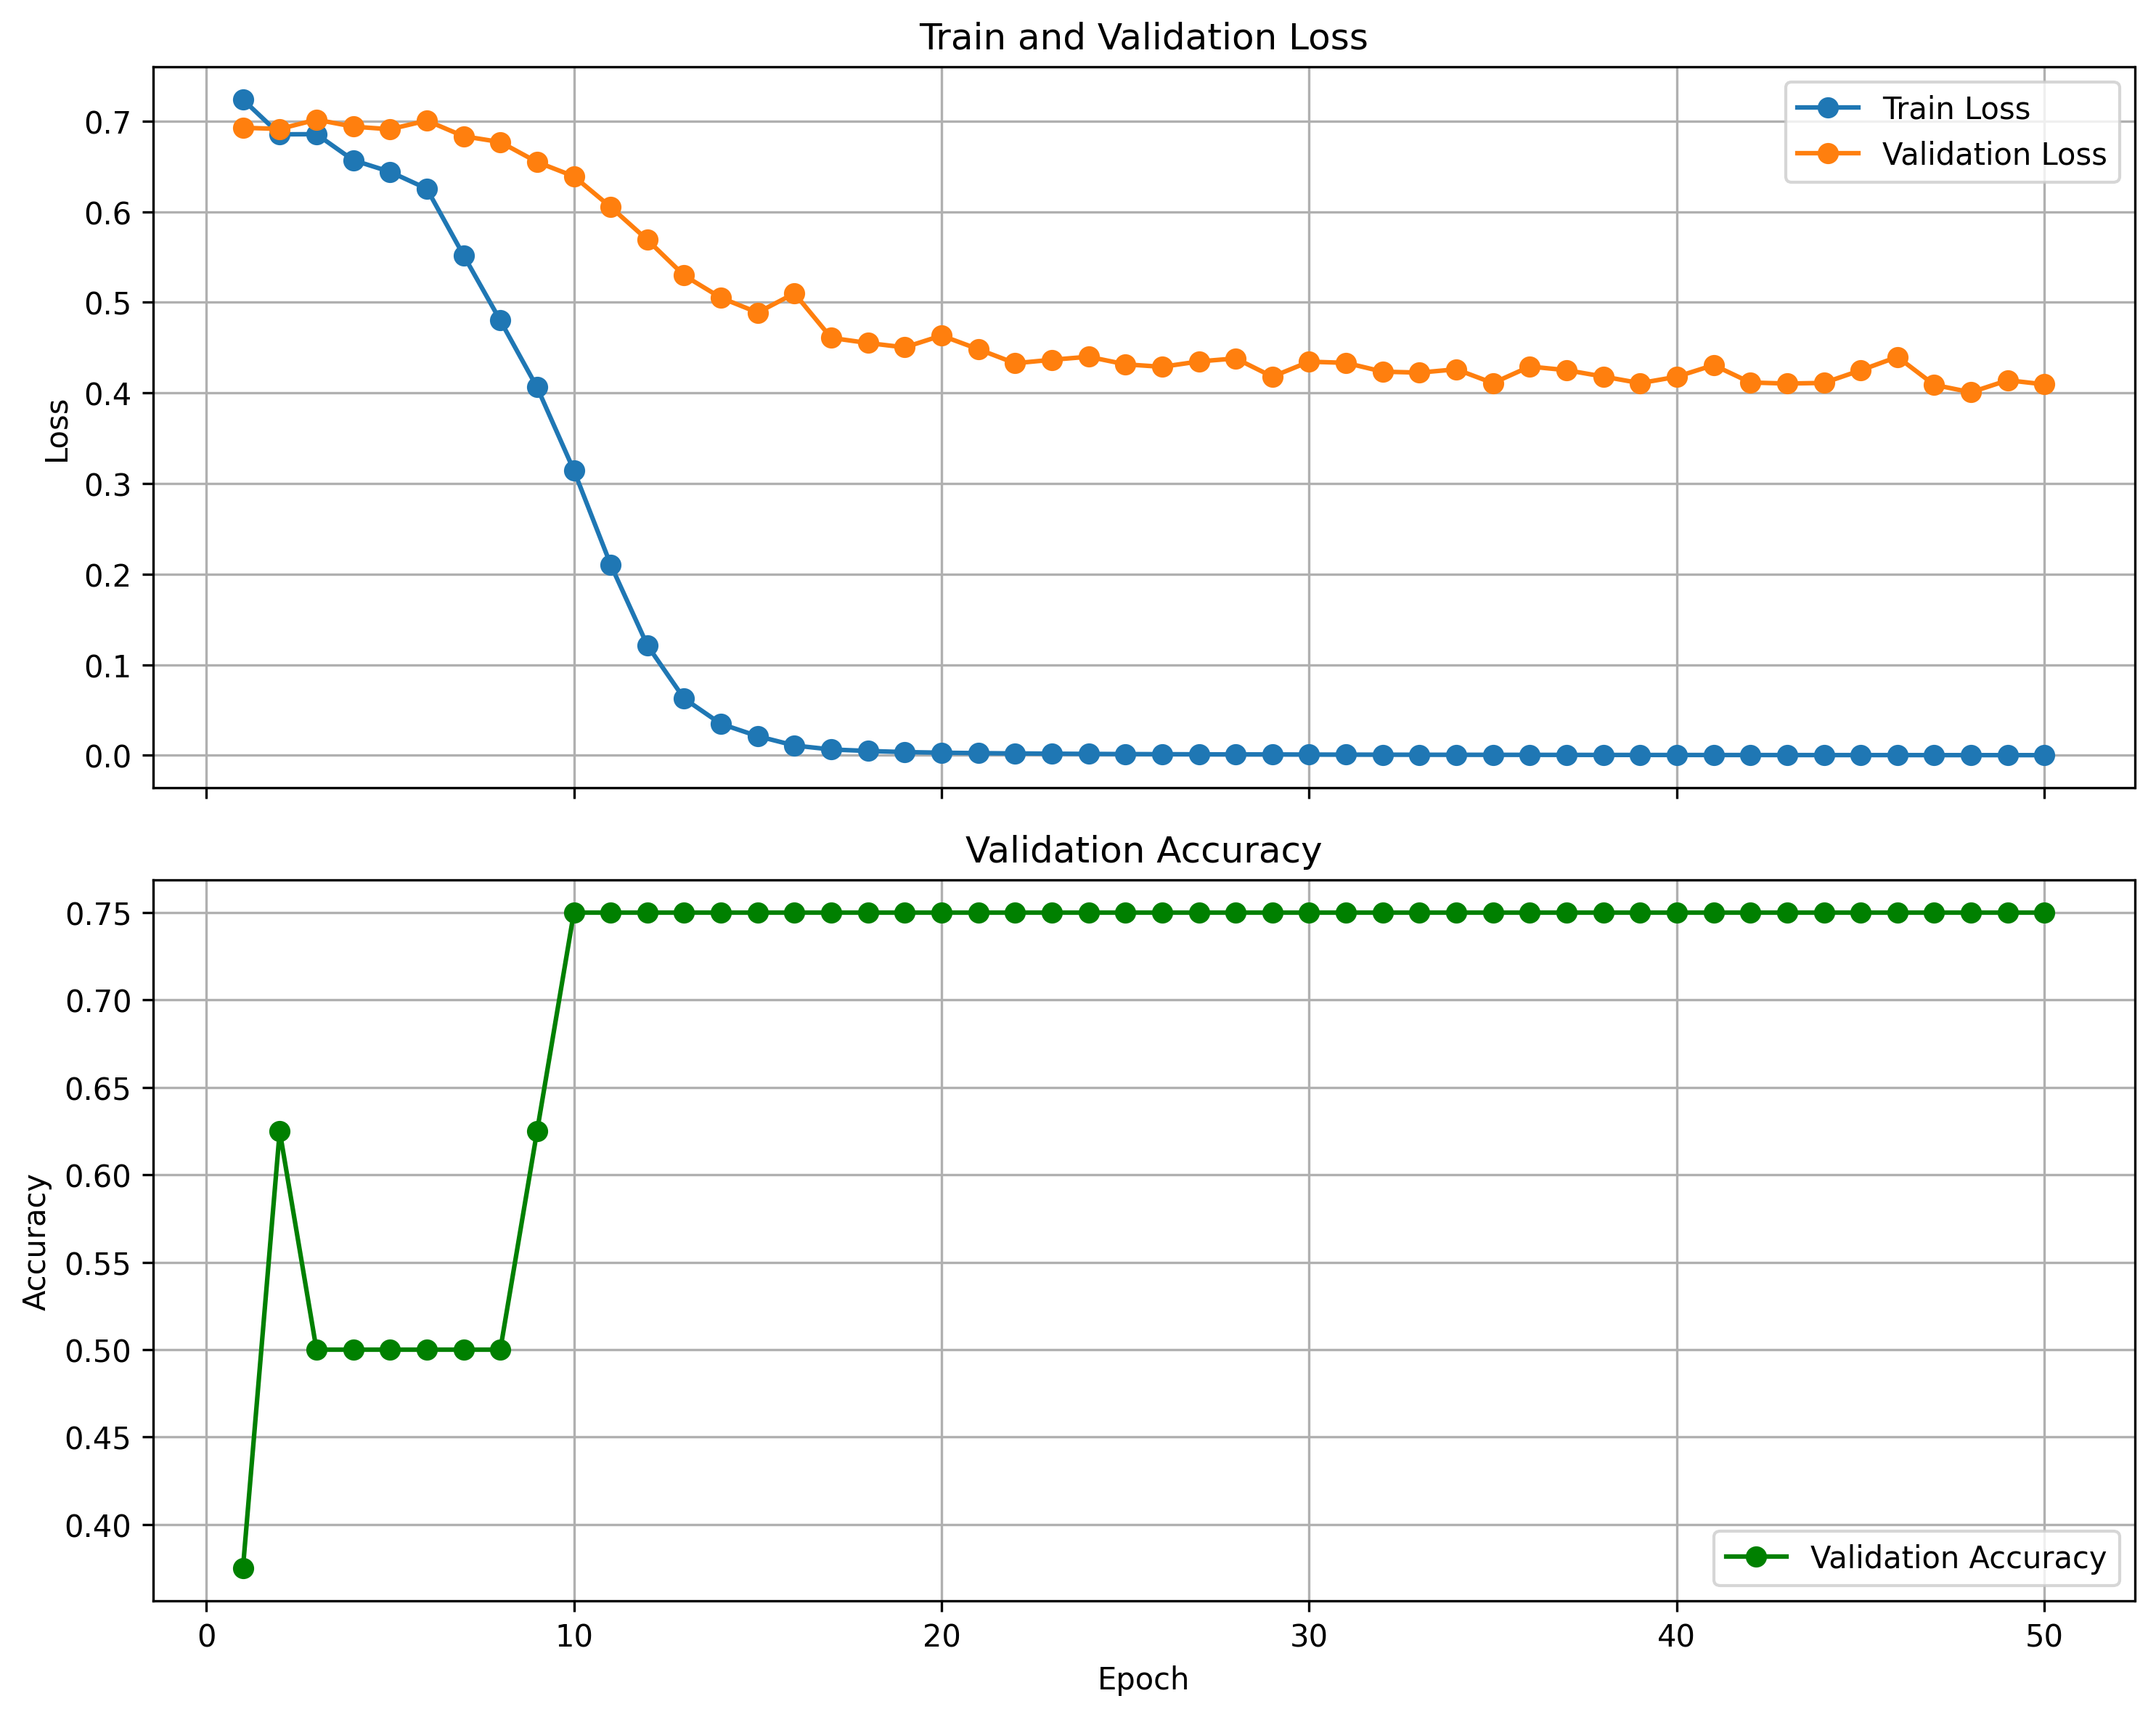 Train and Validation Loss
Train Loss
Validation Loss
0.7
0.6
0.5
0.4
0.3
0.2
0.1
0.0
Loss
Validation Accuracy
0.75
0.70
0.65
0.60
0.55
0.50
0.45
0.40
Accuracy
Validation Accuracy
0 10 20 30 40 50
Epoch